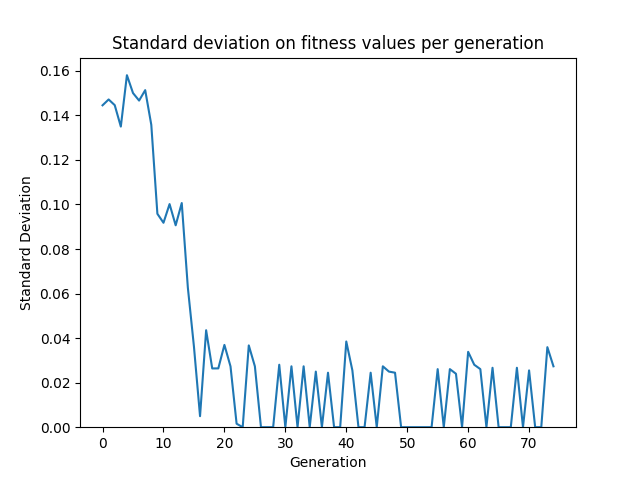 Standard deviation on fitness values per generation
0.16
0.14
0.12
0.10
0.08
0.06
0.04
0.02
0.00
Standard Deviation
0 10 20 30 40 50 60 70
Generation